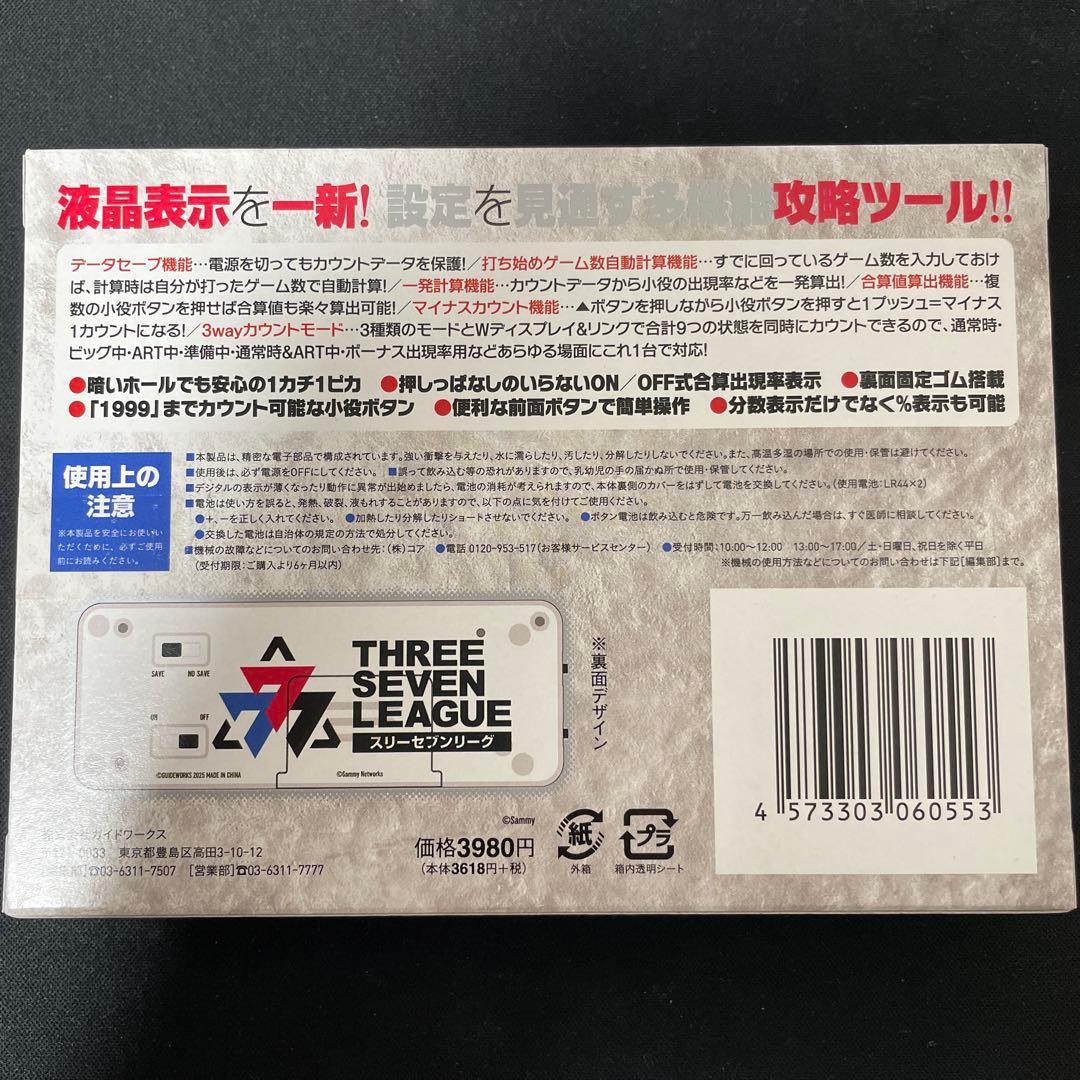 液晶表示を一新! 設定を見通す多機能攻略ツール!!
データセーブ機能…電源を切ってもカウントデータを保護!／打ち始めゲーム数自動計算機能…すでに回っているゲーム数を入力しておけ
ば、計算時は自分が打ったゲーム数で自動計算!／一発計算機能…カウントデータから小役の出現率などを一発算出!／合算値算出機能…複
数の小役ボタンを押せば合算値も楽々算出可能!／マイナスカウント機能…▲ボタンを押しながら小役ボタンを押すと1プッシュ=マイナス
1カウントになる!／3wayカウントモード…3種類のモードとWディスプレイ&リンクで合計9つの状態を同時にカウントできるので、通常時・
ビッグ中・ART中・準備中・通常時&ART中・ボーナス出現率用などあらゆる場面にこれ1台で対応!
●暗いホールでも安心の1カチ1ピカ ●押しっぱなしのいらないON／OFF式合算出現率表示 ●裏面固定ゴム搭載
●「1999」までカウント可能な小役ボタン ●便利な前面ボタンで簡単操作 ●分数表示だけでなく%表示も可能
使用上の
注意
※本製品を安全にお使いい
ただくために、必ずご使用
前にお読みください。
■本製品は、精密な電子部品で構成されています。強い衝撃を与えたり、水に濡らしたり、汚したり、分解したりしないでください。また、高温多湿の場所での使用・保管は避けてください。
■使用後は、必ず電源をOFFにしてください。 ■誤って飲み込む等の恐れがありますので、乳幼児の手の届かぬ所で使用・保管してください。
■デジタルの表示が薄くなったり動作に異常が出始めましたら、電池の消耗が考えられますので、本体裏側のカバーをはずして電池を交換してください。(使用電池:LR44×2)
■電池は使い方を誤ると、発熱、破裂、液もれすることがありますので、以下の点に気を付けてご使用ください。
●＋、－を正しく入れてください。 ●加熱したり分解したりショートさせないでください。 ●ボタン電池は飲み込むと危険です。万一飲み込んだ場合は、すぐ医師に相談してください。
●交換した電池は自治体の規定の方法で処分してください。
■機械の故障などについてのお問い合わせ先:(株)コア ●電話 0120-953-517(お客様サービスセンター) ●受付時間:10:00～12:00 13:00～17:00／土・日曜日、祝日を除く平日
(受付期限:ご購入より6ヶ月以内)
※機械の使用方法などについてのお問い合わせは下記[編集部]まで。
SAVE NO SAVE
ON OFF
777
THREE
SEVEN
LEAGUE
スリーセブンリーグ
©GUIDEWORKS 2025 MADE IN CHINA
©Sammy Networks
※裏面デザイン
4 573303 060553
©Sammy
ガイドワークス
0033 東京都豊島区高田3-10-12
☎03-6311-7507 [営業部]☎03-6311-7777
価格3980円
(本体3618円+税)
紙
外箱
プラ
箱内透明シート